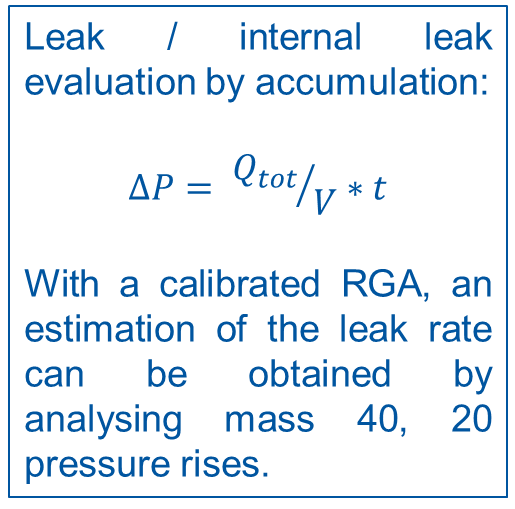 Leak / internal leak
evaluation by accumulation:
ΔP = Q_tot/V * t
With a calibrated RGA, an
estimation of the leak rate
can be obtained by
analysing mass 40, 20
pressure rises.